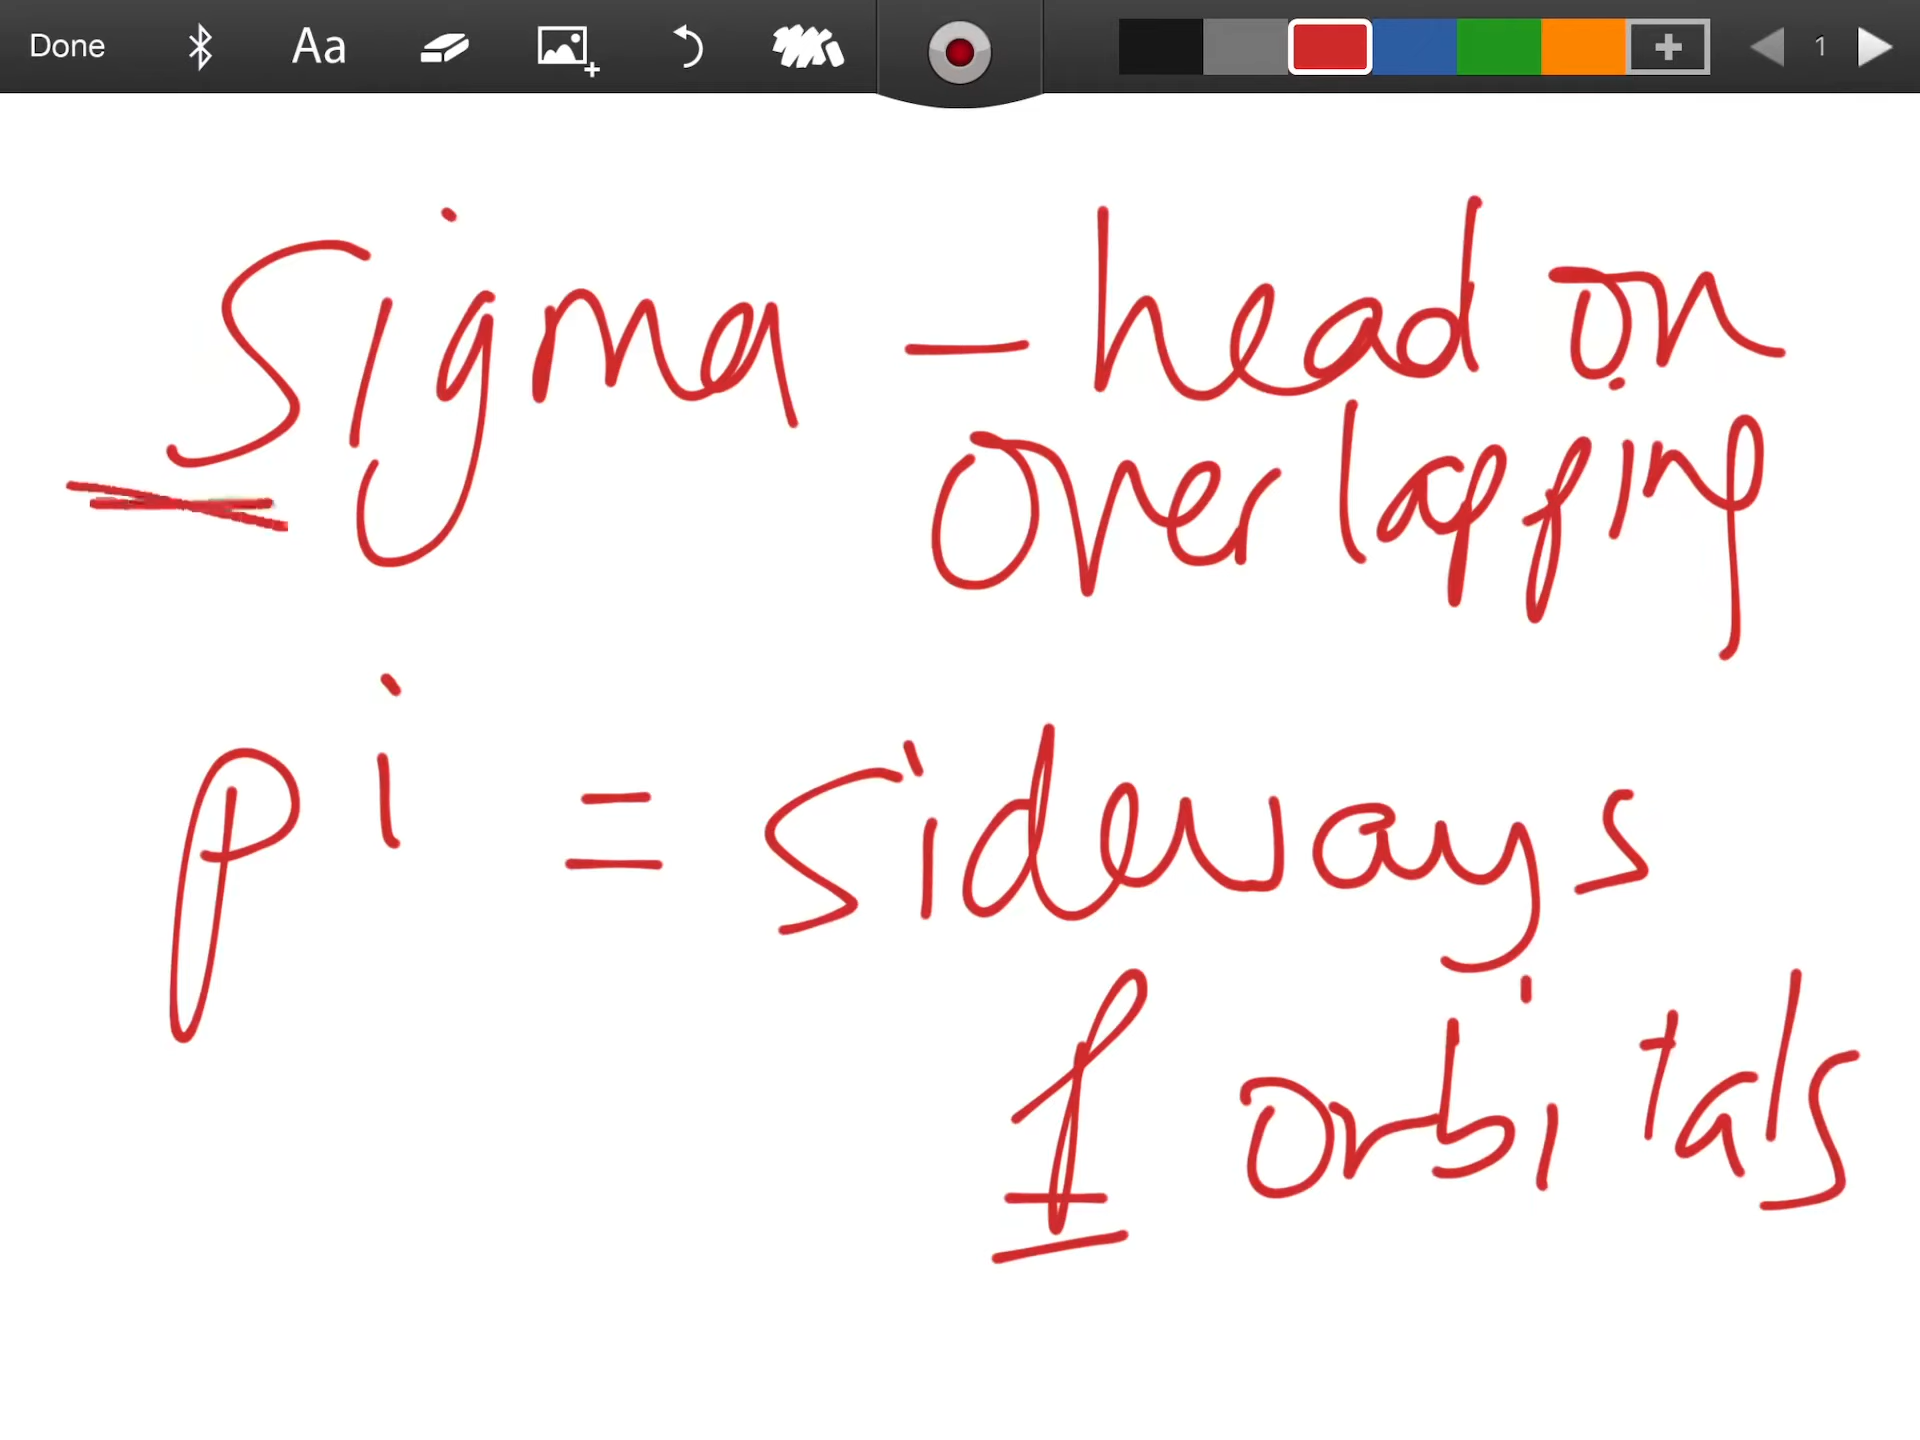 Done Aa 1
Sigma – head on
overlapping
pi = sideways
p orbitals